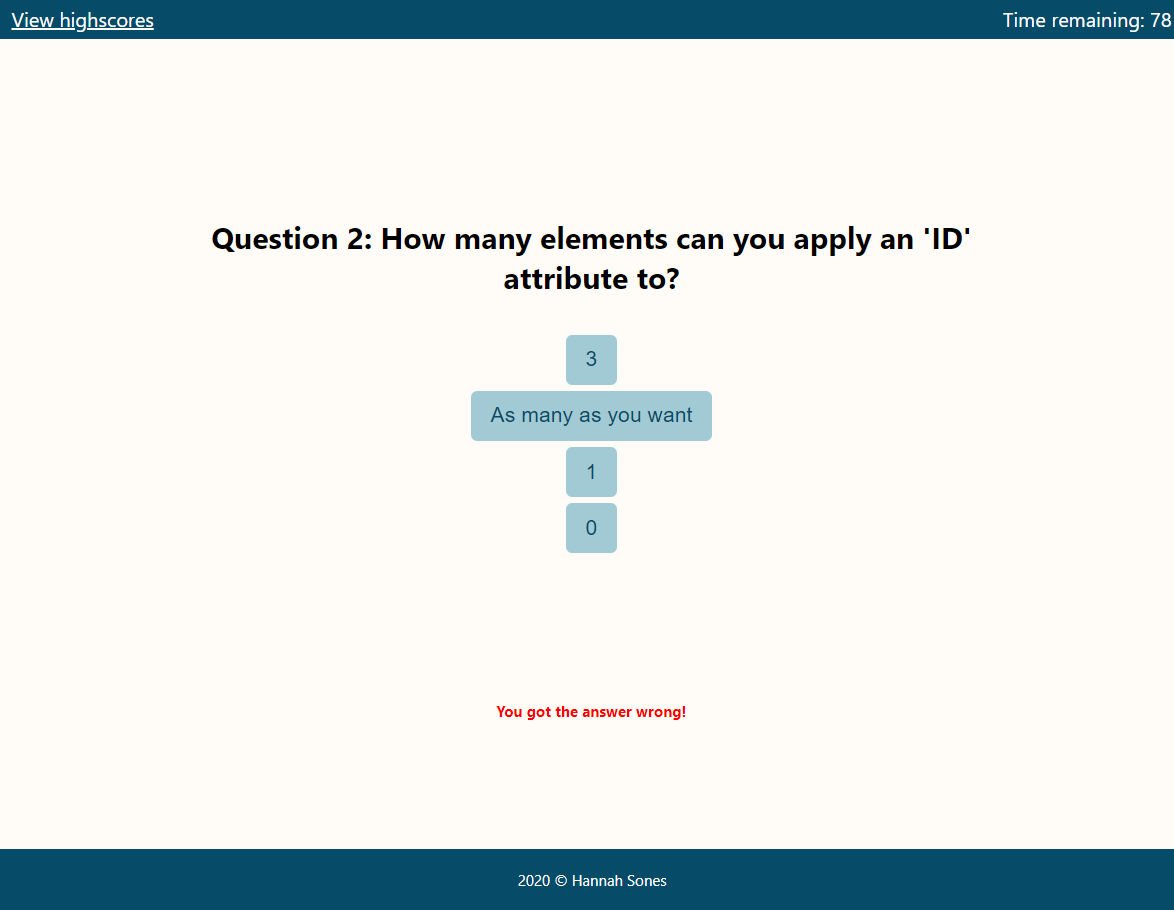 View highscores
Time remaining: 78
Question 2: How many elements can you apply an 'ID'
attribute to?
3
As many as you want
1
0
You got the answer wrong!
2020 © Hannah Sones